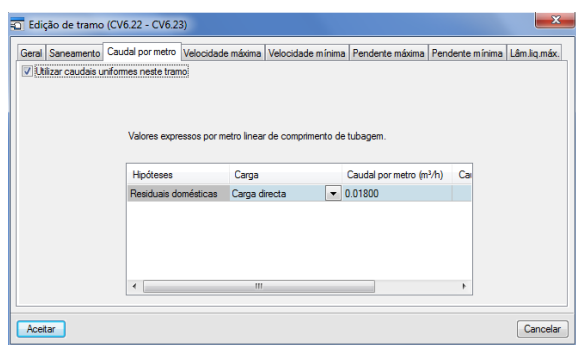 Edição de tramo (CV6.22 - CV6.23)
Geral Saneamento Caudal por metro Velocidade máxima Velocidade mínima Pendente máxima Pendente mínima Lâm.liq.máx.
Utilizar caudais uniformes neste tramo
Valores expressos por metro linear de comprimento de tubagem.
Hipóteses Carga Caudal por metro (m³/h)
Residuais domésticas Carga directa 0.01800
Aceitar Cancelar